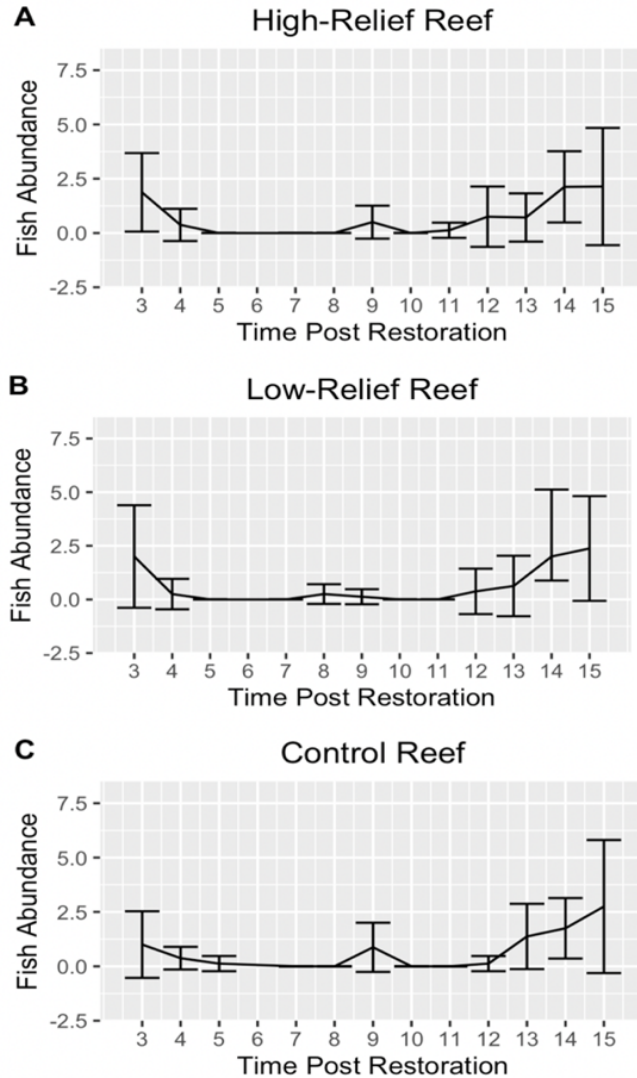 A
High-Relief Reef
Fish Abundance
7.5
5.0
2.5
0.0
-2.5
3 4 5 6 7 8 9 10 11 12 13 14 15
Time Post Restoration
B
Low-Relief Reef
Fish Abundance
7.5
5.0
2.5
0.0
-2.5
3 4 5 6 7 8 9 10 11 12 13 14 15
Time Post Restoration
C
Control Reef
Fish Abundance
7.5
5.0
2.5
0.0
-2.5
3 4 5 6 7 8 9 10 11 12 13 14 15
Time Post Restoration